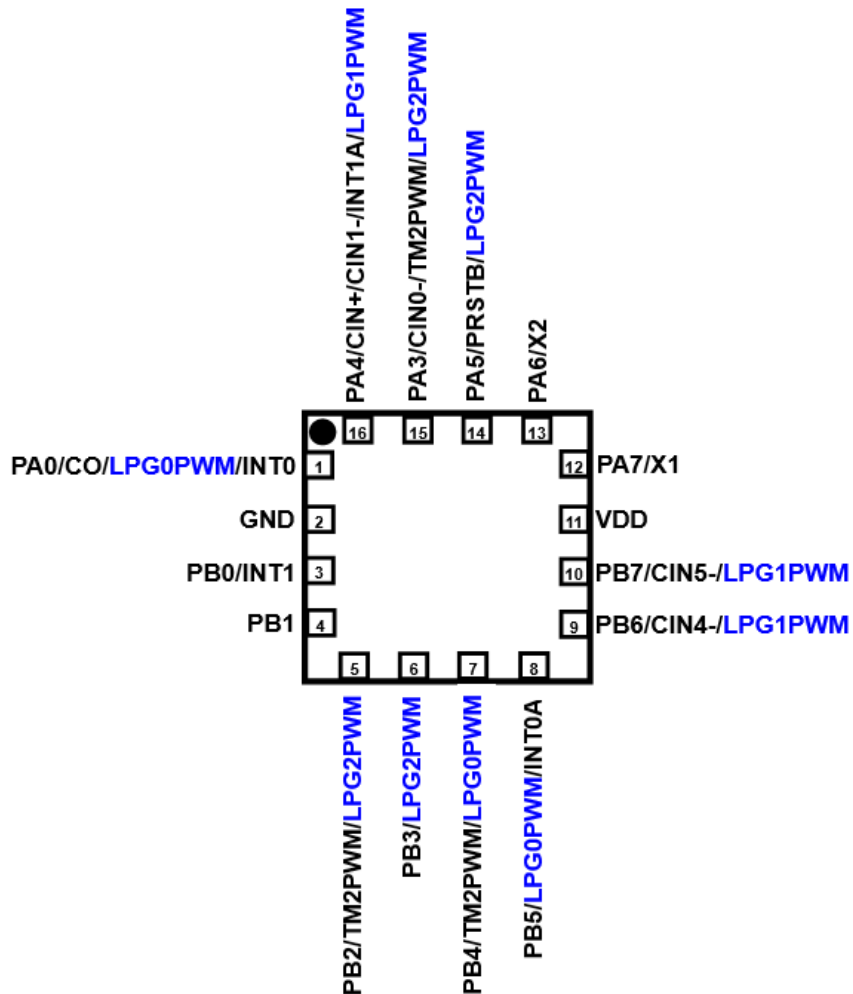 PA4/CIN+/CIN1-/INT1A/LPG1PWM
PA3/CIN0-/TM2PWM/LPG2PWM
PA5/PRSTB/LPG2PWM
PA6/X2
16
15
14
13
PA0/CO/LPG0PWM/INT0
1
12
PA7/X1
GND
2
11
VDD
PB0/INT1
3
10
PB7/CIN5-/LPG1PWM
PB1
4
9
PB6/CIN4-/LPG1PWM
5
6
7
8
PB2/TM2PWM/LPG2PWM
PB3/LPG2PWM
PB4/TM2PWM/LPG0PWM
PB5/LPG0PWM/INT0A